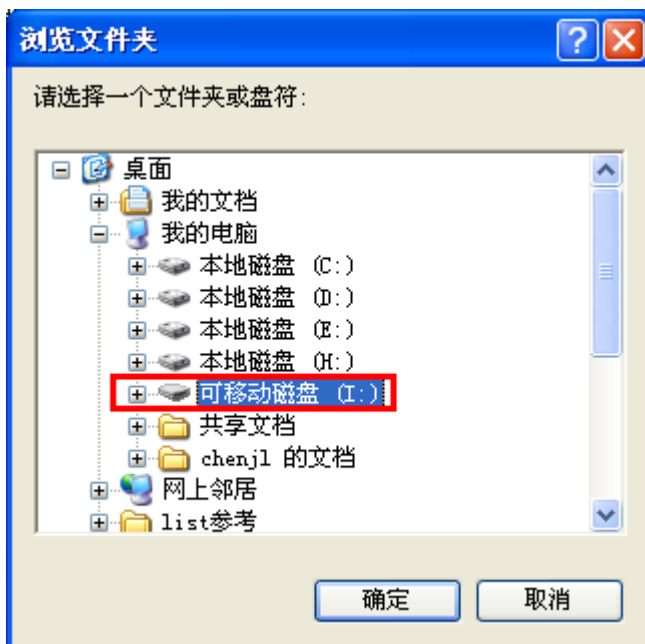 浏览文件夹
请选择一个文件夹或盘符:
桌面
我的文档
我的电脑
本地磁盘 (C:)
本地磁盘 (D:)
本地磁盘 (E:)
本地磁盘 (H:)
可移动磁盘 (I:)
共享文档
chenjl 的文档
网上邻居
list参考
确定 取消